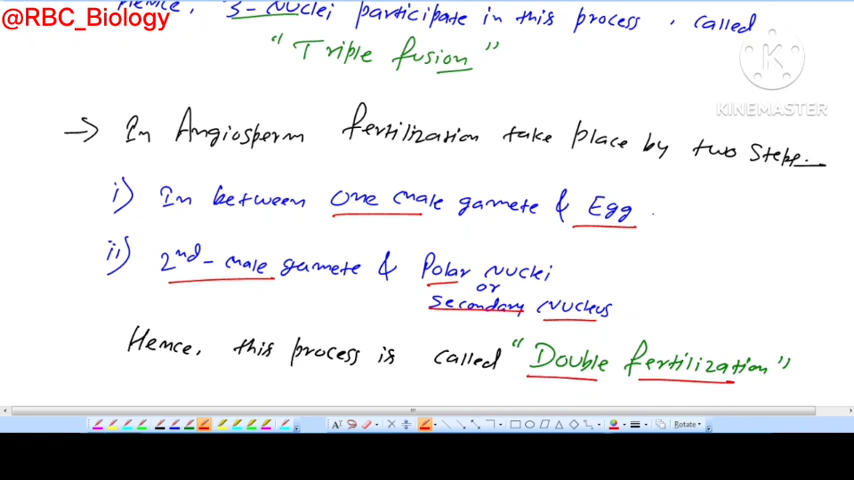 Hence, 3-nuclei participate in this process, called
@RBC_Biology
"Triple fusion"
KINEMASTER
→ In Angiosperm fertilization take place by two steps.
i) In between one male gamete & Egg.
ii) 2nd-male gamete & Polar nuclei
or
Secondary nucleus
Hence, this process is called "Double fertilization"
Rotate